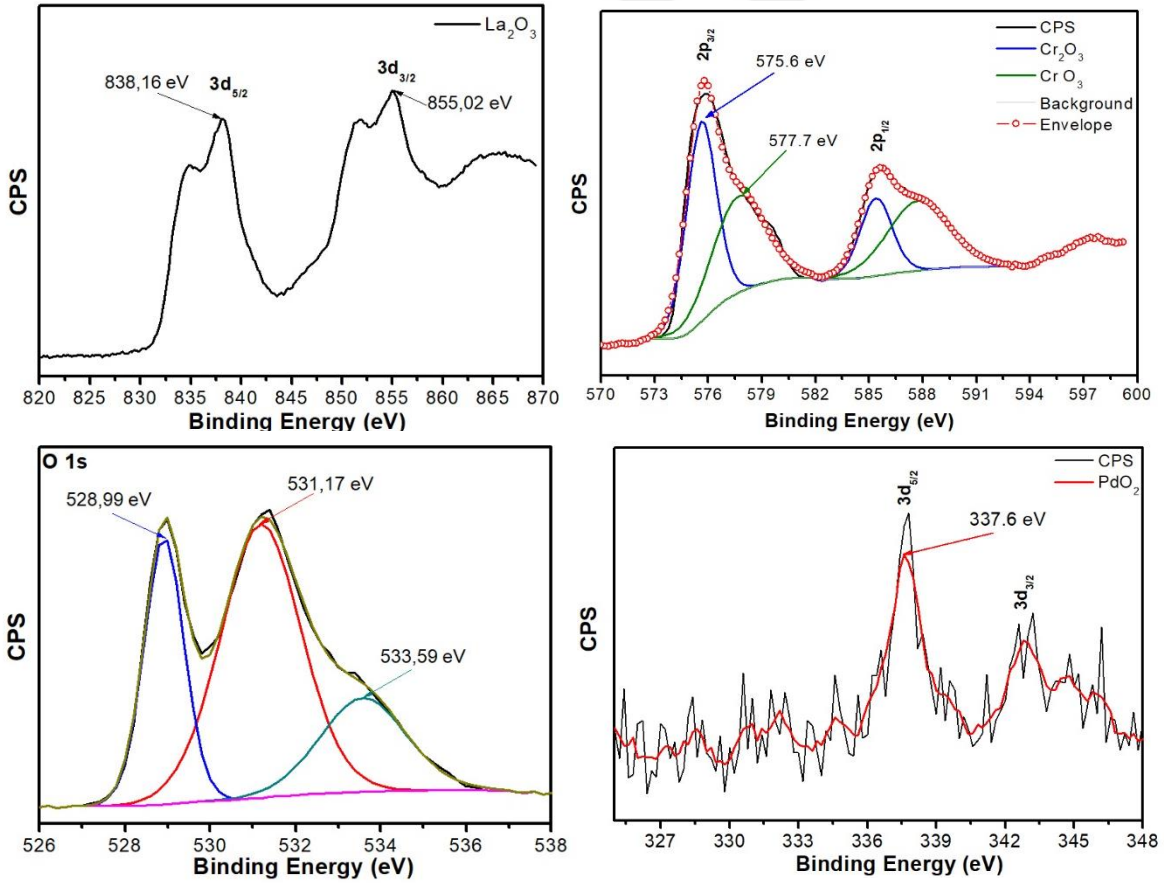 La₂O₃
838,16 eV
3d₅/₂
3d₃/₂
855,02 eV
CPS
820 825 830 835 840 845 850 855 860 865 870
Binding Energy (eV)
2p₃/₂
CPS
Cr₂O₃
Cr O₃
Background
Envelope
575.6 eV
577.7 eV
2p₁/₂
CPS
570 573 576 579 582 585 588 591 594 597 600
Binding Energy (eV)
O 1s
528,99 eV
531,17 eV
533,59 eV
CPS
526 528 530 532 534 536 538
Binding Energy (eV)
CPS
PdO₂
3d₅/₂
337.6 eV
3d₃/₂
CPS
327 330 333 336 339 342 345 348
Binding Energy (eV)